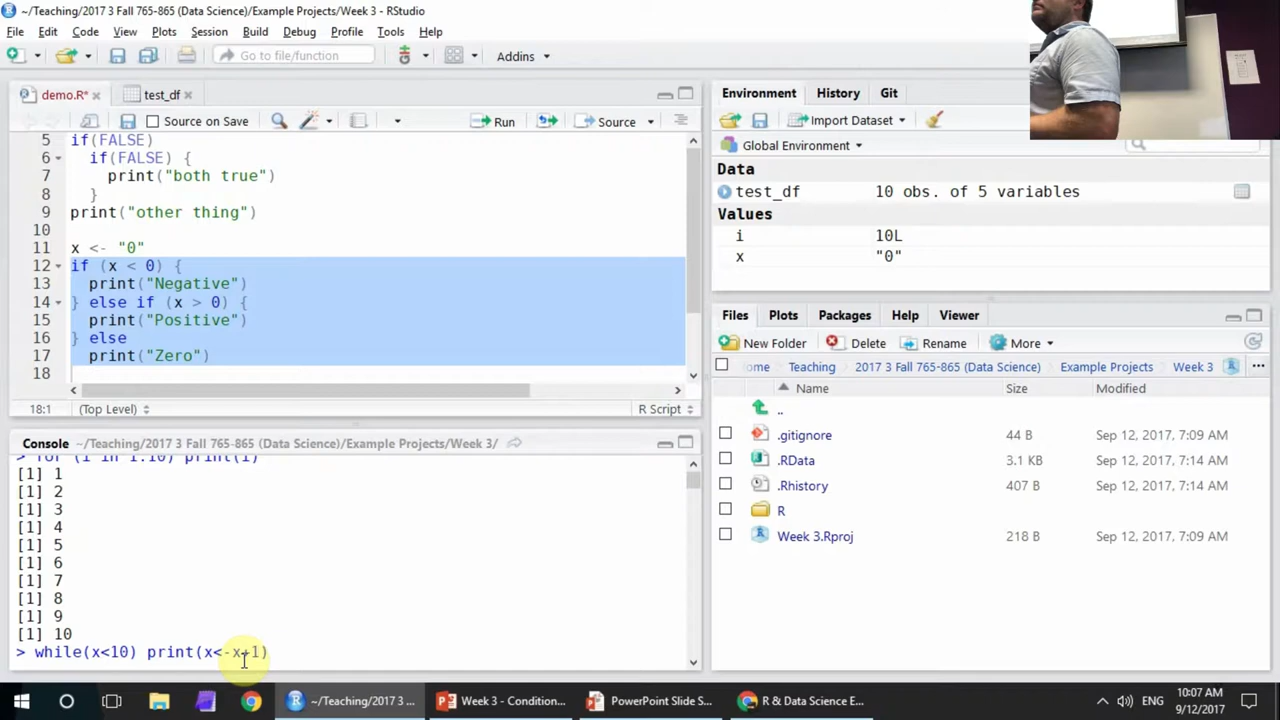 ~/Teaching/2017 3 Fall 765-865 (Data Science)/Example Projects/Week 3 - RStudio
File Edit Code View Plots Session Build Debug Profile Tools Help
Go to file/function
Addins
demo.R*
test_df
Source on Save
Run
Source
5 if(FALSE)
6 if(FALSE) {
7 print("both true")
8 }
9 print("other thing")
10
11 x <- "0"
12 if (x < 0) {
13 print("Negative")
14 } else if (x > 0) {
15 print("Positive")
16 } else
17 print("Zero")
18
18:1 (Top Level) R Script
Console ~/Teaching/2017 3 Fall 765-865 (Data Science)/Example Projects/Week 3/
> for (i in 1:10) print(i)
[1] 1
[1] 2
[1] 3
[1] 4
[1] 5
[1] 6
[1] 7
[1] 8
[1] 9
[1] 10
> while(x<10) print(x<-x+1)
Environment History Git
Import Dataset
Global Environment
Data
test_df 10 obs. of 5 variables
Values
i 10L
x "0"
Files Plots Packages Help Viewer
New Folder Delete Rename More
ome Teaching 2017 3 Fall 765-865 (Data Science) Example Projects Week 3
Name Size Modified
..
.gitignore 44 B Sep 12, 2017, 7:09 AM
.RData 3.1 KB Sep 12, 2017, 7:14 AM
.Rhistory 407 B Sep 12, 2017, 7:14 AM
R
Week 3.Rproj 218 B Sep 12, 2017, 7:09 AM
~/Teaching/2017 3 ...
Week 3 - Condition...
PowerPoint Slide S...
R & Data Science E...
ENG
10:07 AM
9/12/2017